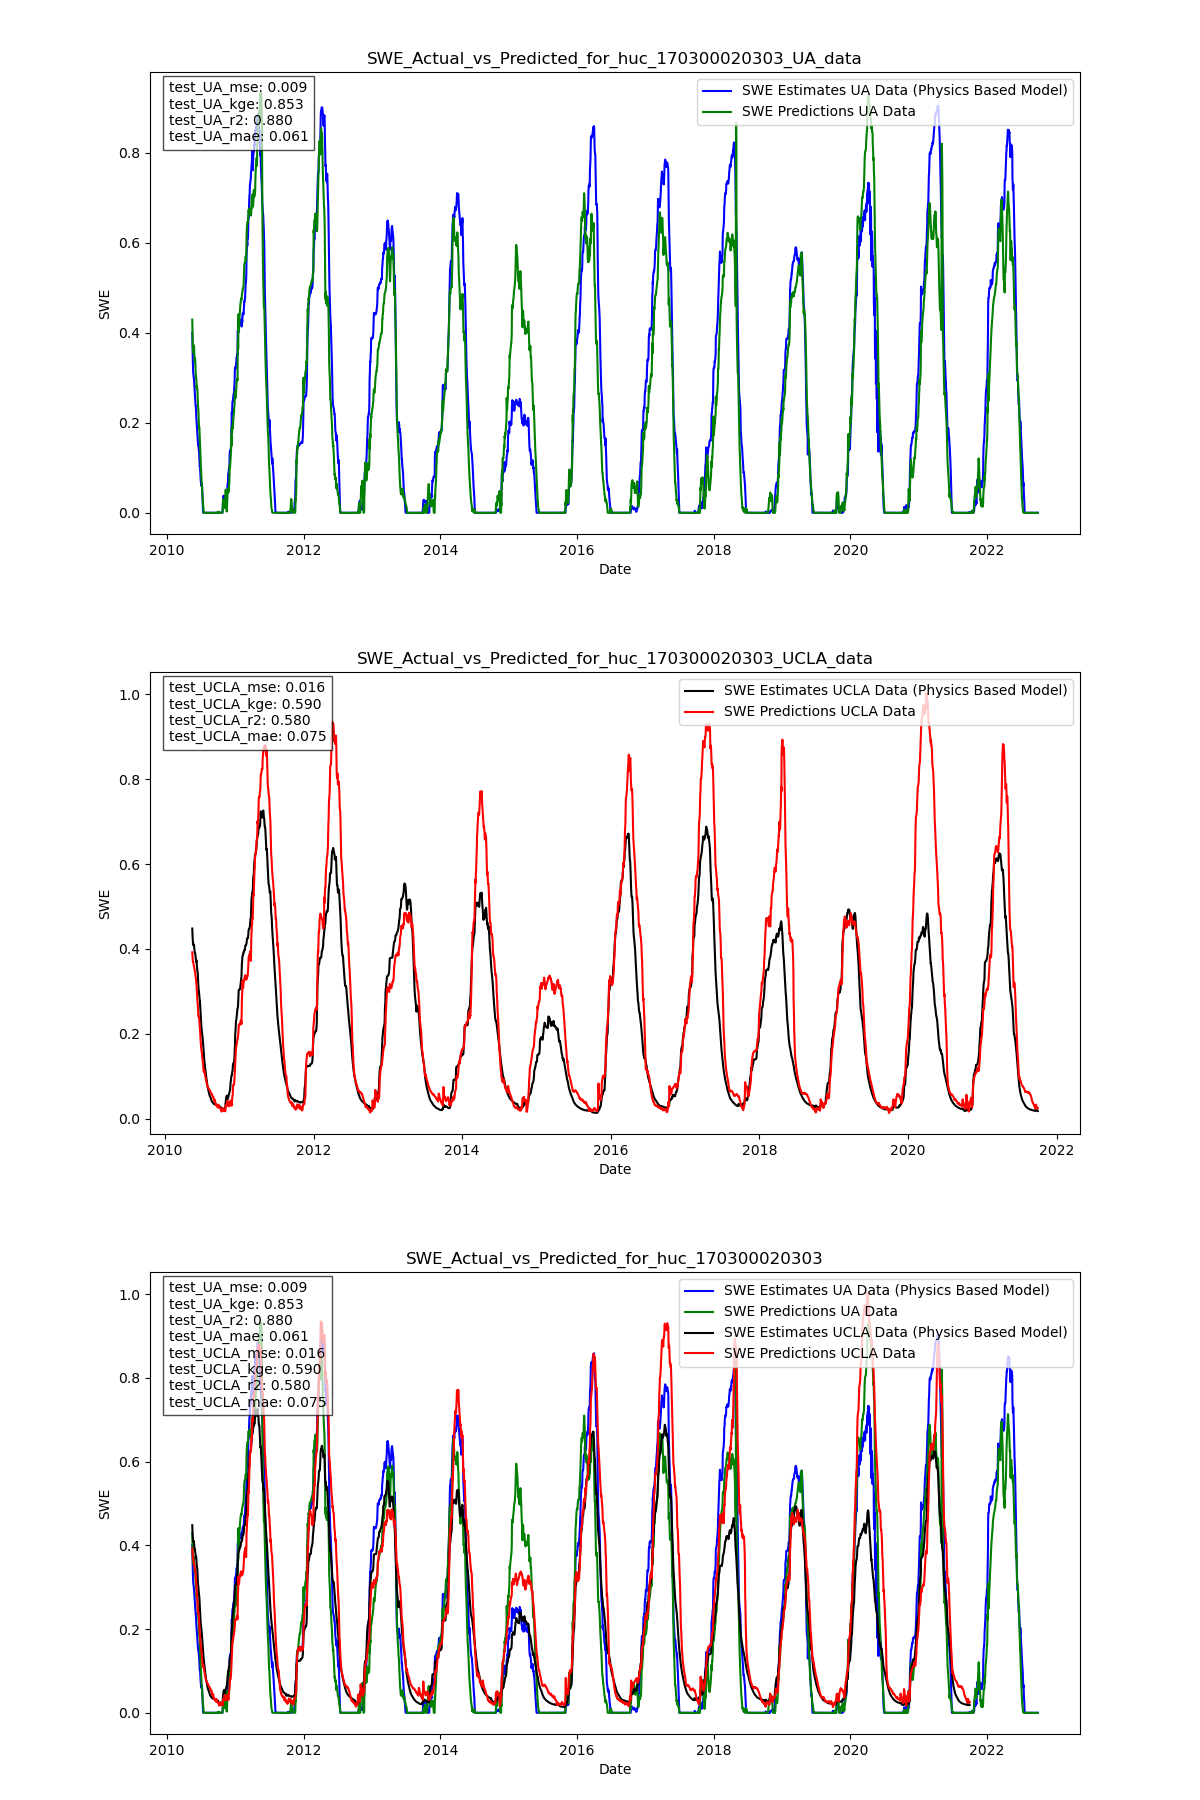 SWE_Actual_vs_Predicted_for_huc_170300020303_UA_data
test_UA_mse: 0.009
test_UA_kge: 0.853
test_UA_r2: 0.880
test_UA_mae: 0.061
SWE Estimates UA Data (Physics Based Model)
SWE Predictions UA Data
0.8
0.6
0.4
0.2
0.0
SWE
2010 2012 2014 2016 2018 2020 2022
Date
SWE_Actual_vs_Predicted_for_huc_170300020303_UCLA_data
test_UCLA_mse: 0.016
test_UCLA_kge: 0.590
test_UCLA_r2: 0.580
test_UCLA_mae: 0.075
SWE Estimates UCLA Data (Physics Based Model)
SWE Predictions UCLA Data
1.0
0.8
0.6
0.4
0.2
0.0
SWE
2010 2012 2014 2016 2018 2020 2022
Date
SWE_Actual_vs_Predicted_for_huc_170300020303
test_UA_mse: 0.009
test_UA_kge: 0.853
test_UA_r2: 0.880
test_UA_mae: 0.061
test_UCLA_mse: 0.016
test_UCLA_kge: 0.590
test_UCLA_r2: 0.580
test_UCLA_mae: 0.075
SWE Estimates UA Data (Physics Based Model)
SWE Predictions UA Data
SWE Estimates UCLA Data (Physics Based Model)
SWE Predictions UCLA Data
1.0
0.8
0.6
0.4
0.2
0.0
SWE
2010 2012 2014 2016 2018 2020 2022
Date